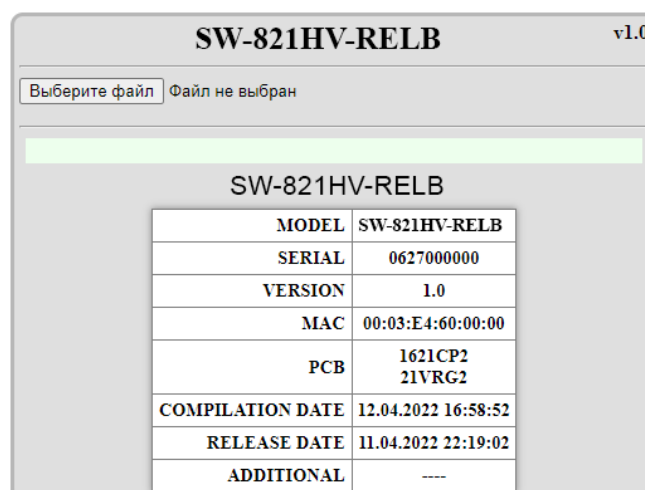 SW-821HV-RELB
v1.0
Выберите файл Файл не выбран
SW-821HV-RELB
MODEL SW-821HV-RELB
SERIAL 0627000000
VERSION 1.0
MAC 00:03:E4:60:00:00
PCB 1621CP2
21VRG2
COMPILATION DATE 12.04.2022 16:58:52
RELEASE DATE 11.04.2022 22:19:02
ADDITIONAL ----